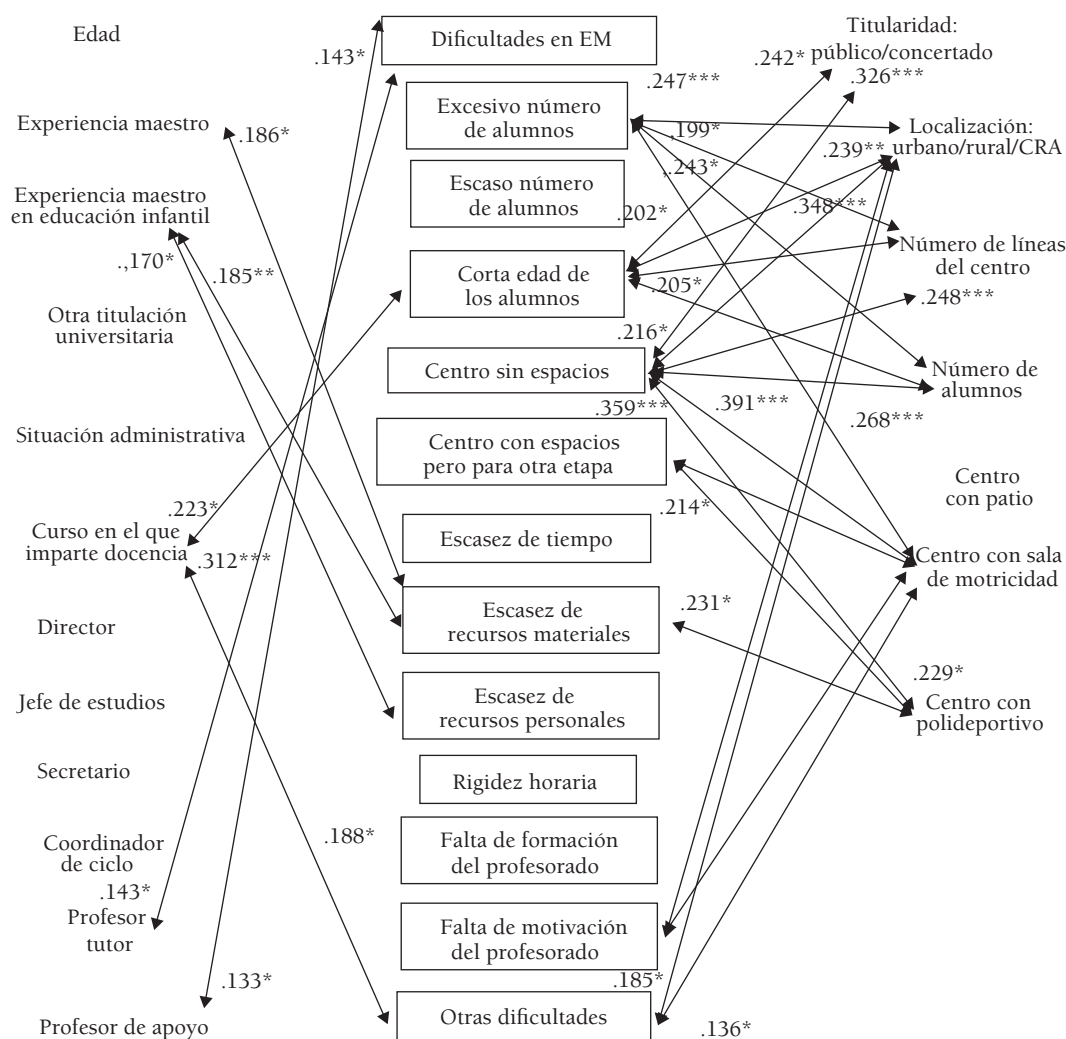 Edad
Experiencia maestro
Experiencia maestro
en educación infantil
Otra titulación
universitaria
Situación administrativa
Curso en el que
imparte docencia
Director
Jefe de estudios
Secretario
Coordinador
de ciclo
Profesor
tutor
Profesor de apoyo
.143*
.186*
.,170*
.185**
.223*
.312***
.188*
.143*
.133*
Dificultades en EM
Excesivo número
de alumnos
Escaso número
de alumnos
Corta edad de
los alumnos
Centro sin espacios
Centro con espacios
pero para otra etapa
Escasez de tiempo
Escasez de
recursos materiales
Escasez de
recursos personales
Rigidez horaria
Falta de formación
del profesorado
Falta de motivación
del profesorado
Otras dificultades
.242*
.247***
.326***
.199*
.239**
.,243*
.202*
.348***
.205*
.248***
.216*
.359***
.391***
.268***
.214*
.231*
.229*
.185*
.136*
Titularidad:
público/concertado
Localización:
urbano/rural/CRA
Número de líneas
del centro
Número de
alumnos
Centro
con patio
Centro con sala
de motricidad
Centro con
polideportivo